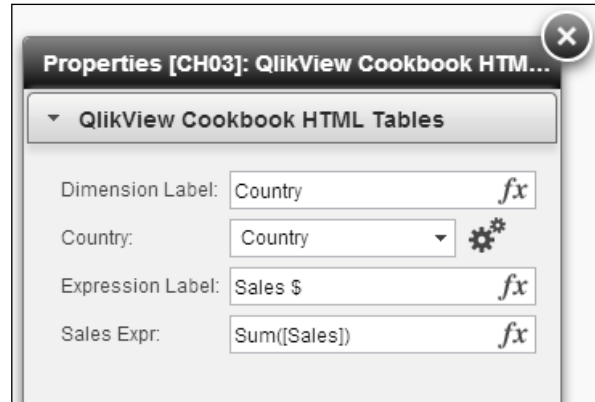 Properties [CH03]: QlikView Cookbook HTM...
QlikView Cookbook HTML Tables
Dimension Label: Country fx
Country: Country
Expression Label: Sales $ fx
Sales Expr: Sum([Sales]) fx